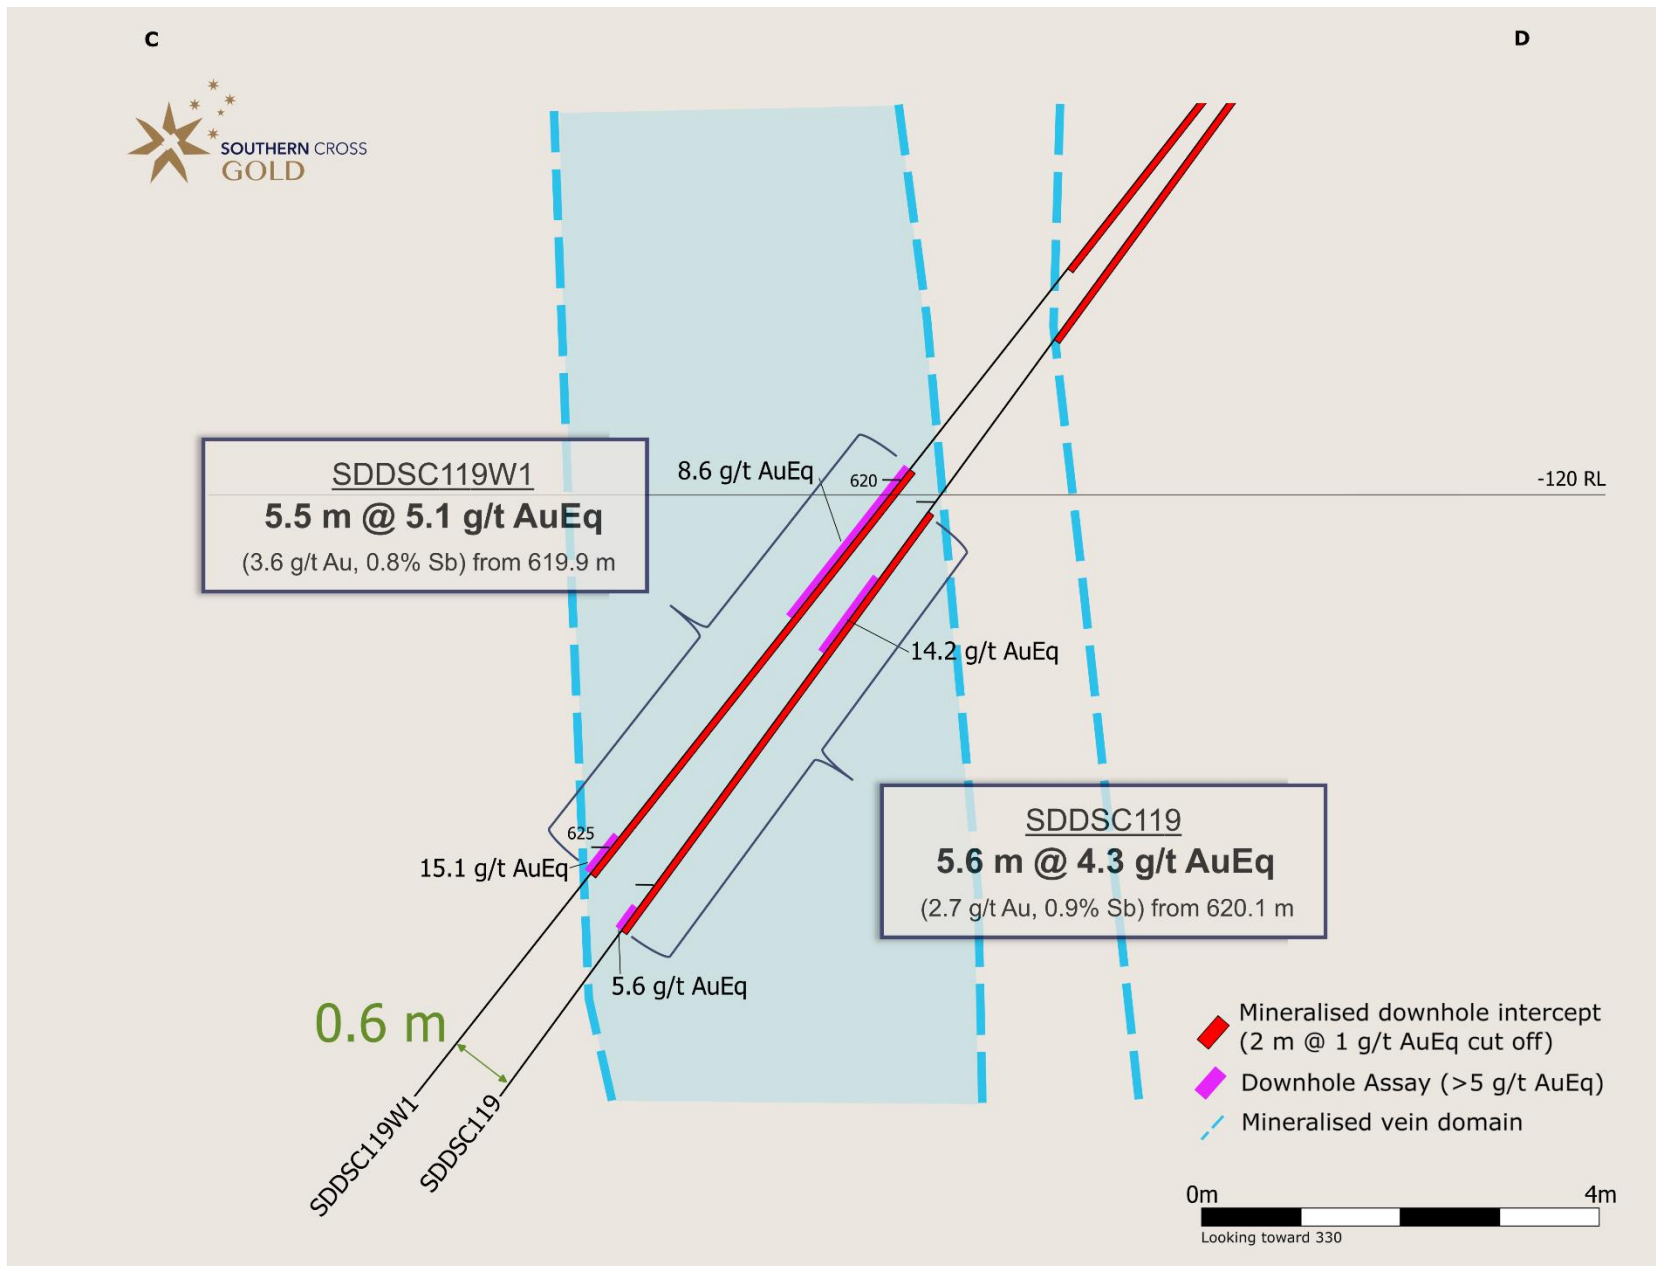 C
D
SOUTHERN CROSS
GOLD
8.6 g/t AuEq
620
-120 RL
SDDSC119W1
5.5 m @ 5.1 g/t AuEq
(3.6 g/t Au, 0.8% Sb) from 619.9 m
14.2 g/t AuEq
625
15.1 g/t AuEq
SDDSC119
5.6 m @ 4.3 g/t AuEq
(2.7 g/t Au, 0.9% Sb) from 620.1 m
5.6 g/t AuEq
0.6 m
SDDSC119W1
SDDSC119
Mineralised downhole intercept
(2 m @ 1 g/t AuEq cut off)
Downhole Assay (>5 g/t AuEq)
Mineralised vein domain
0m
4m
Looking toward 330